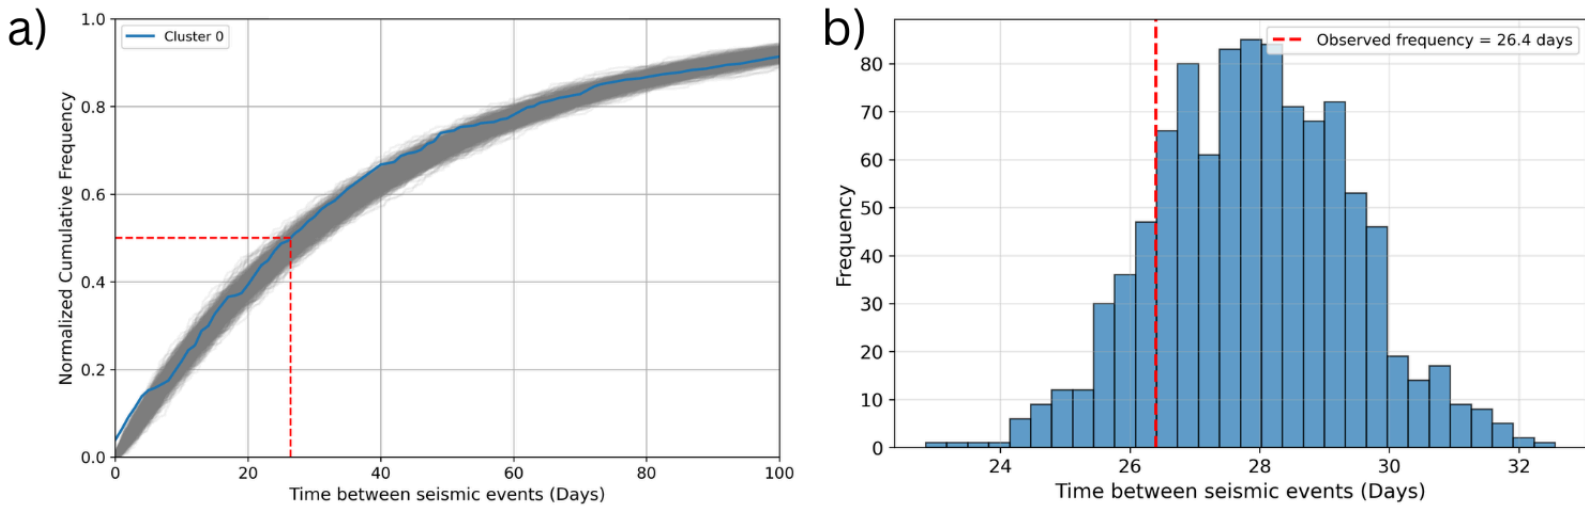 a)
Cluster 0
Normalized Cumulative Frequency
1.0
0.8
0.6
0.4
0.2
0.0
0 20 40 60 80 100
Time between seismic events (Days)
b)
Observed frequency = 26.4 days
Frequency
80
70
60
50
40
30
20
10
0
24 26 28 30 32
Time between seismic events (Days)